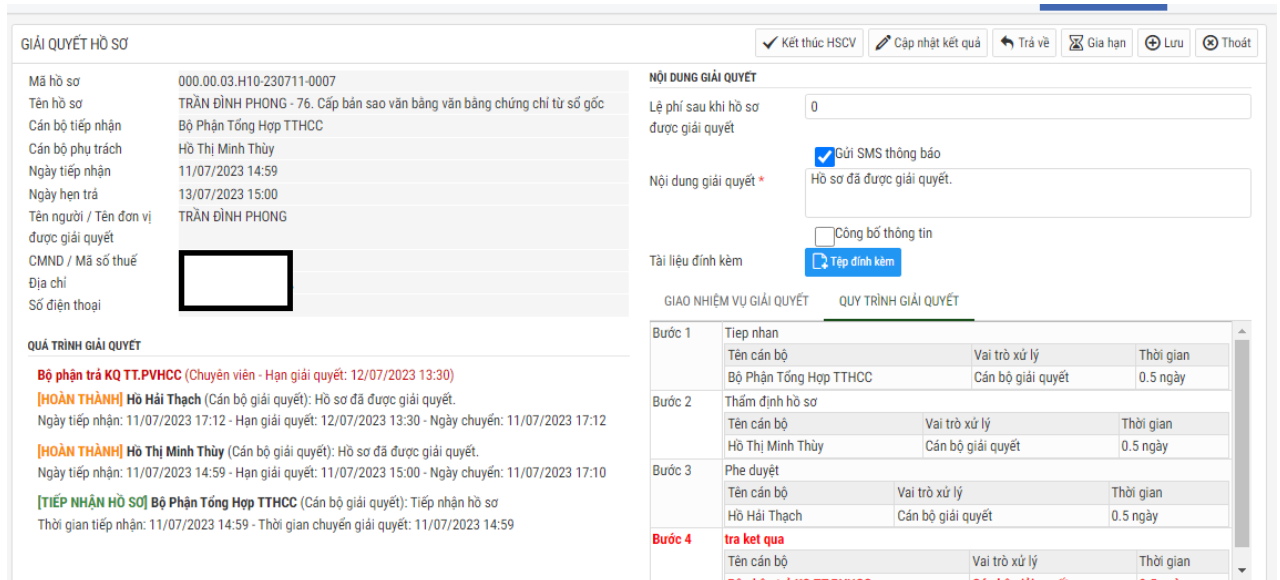 GIẢI QUYẾT HỒ SƠ
Kết thúc HSCV
Cập nhật kết quả
Trả về
Gia hạn
Lưu
Thoát
Mã hồ sơ 000.00.03.H10-230711-0007
Tên hồ sơ TRẦN ĐÌNH PHONG - 76. Cấp bản sao văn bằng văn bằng chứng chỉ từ sổ gốc
Cán bộ tiếp nhận Bộ Phận Tổng Hợp TTHCC
Cán bộ phụ trách Hồ Thị Minh Thùy
Ngày tiếp nhận 11/07/2023 14:59
Ngày hẹn trả 13/07/2023 15:00
Tên người / Tên đơn vị TRẦN ĐÌNH PHONG
được giải quyết
CMND / Mã số thuế
Địa chỉ
Số điện thoại
QUÁ TRÌNH GIẢI QUYẾT
Bộ phận trả KQ TT.PVHCC (Chuyên viên - Hạn giải quyết: 12/07/2023 13:30)
[HOÀN THÀNH] Hồ Hải Thạch (Cán bộ giải quyết): Hồ sơ đã được giải quyết.
Ngày tiếp nhận: 11/07/2023 17:12 - Hạn giải quyết: 12/07/2023 13:30 - Ngày chuyển: 11/07/2023 17:12
[HOÀN THÀNH] Hồ Thị Minh Thùy (Cán bộ giải quyết): Hồ sơ đã được giải quyết.
Ngày tiếp nhận: 11/07/2023 14:59 - Hạn giải quyết: 11/07/2023 15:00 - Ngày chuyển: 11/07/2023 17:10
[TIẾP NHẬN HỒ SƠ] Bộ Phận Tổng Hợp TTHCC (Cán bộ giải quyết): Tiếp nhận hồ sơ
Thời gian tiếp nhận: 11/07/2023 14:59 - Thời gian chuyển giải quyết: 11/07/2023 14:59
NỘI DUNG GIẢI QUYẾT
Lệ phí sau khi hồ sơ 0
được giải quyết
Gửi SMS thông báo
Nội dung giải quyết * Hồ sơ đã được giải quyết.
Công bố thông tin
Tài liệu đính kèm Tệp đính kèm
GIAO NHIỆM VỤ GIẢI QUYẾT QUY TRÌNH GIẢI QUYẾT
Bước 1 Tiep nhan
Tên cán bộ Vai trò xử lý Thời gian
Bộ Phận Tổng Hợp TTHCC Cán bộ giải quyết 0.5 ngày
Bước 2 Thẩm định hồ sơ
Tên cán bộ Vai trò xử lý Thời gian
Hồ Thị Minh Thùy Cán bộ giải quyết 0.5 ngày
Bước 3 Phe duyệt
Tên cán bộ Vai trò xử lý Thời gian
Hồ Hải Thạch Cán bộ giải quyết 0.5 ngày
Bước 4 tra ket qua
Tên cán bộ Vai trò xử lý Thời gian